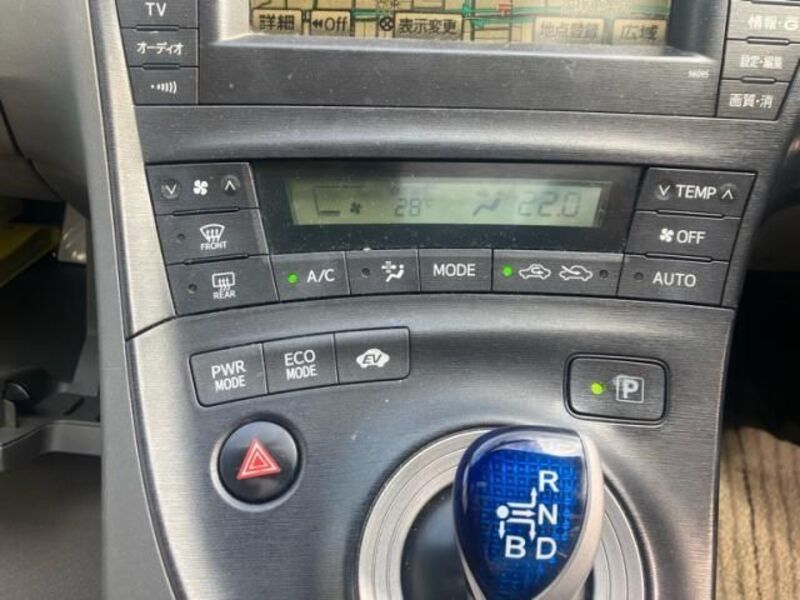 TV
オーディオ
詳細
Off
表示変更
地点登録
広域
情報・G
設定・編集
画質・消
56095
28°
22.0
TEMP
FRONT
OFF
REAR
A/C
MODE
AUTO
PWR MODE
ECO MODE
EV
P
R
N
B D